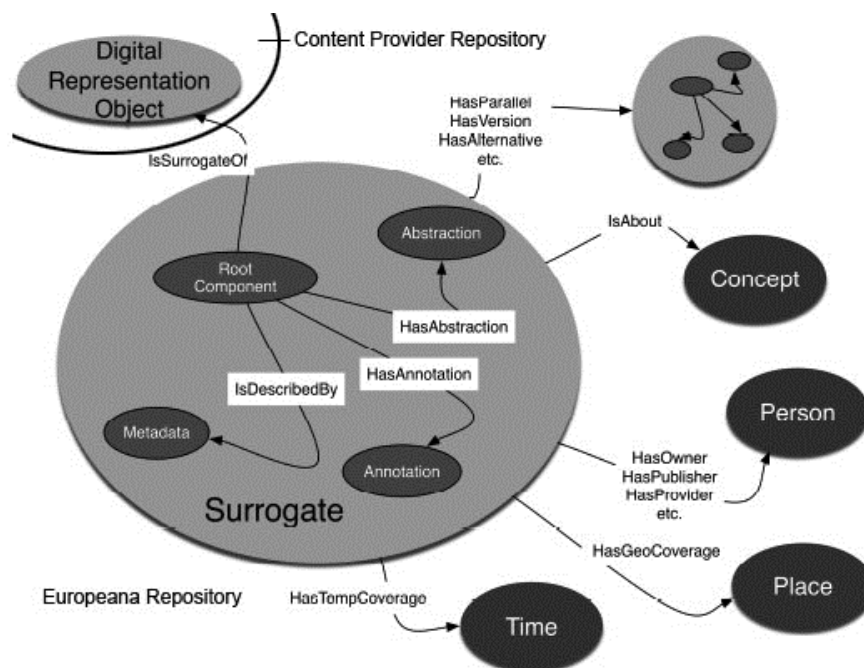 Digital
Representation
Object
Content Provider Repository
IsSurrogateOf
HasParallel
HasVersion
HasAlternative
etc.
Abstraction
IsAbout
Root
Component
Concept
HasAbstraction
HasAnnotation
IsDescribedBy
Person
Metadata
Annotation
HasOwner
HasPublisher
HasProvider
etc.
Surrogate
HasGeoCoverage
Place
Europeana Repository
HasTempCoverage
Time